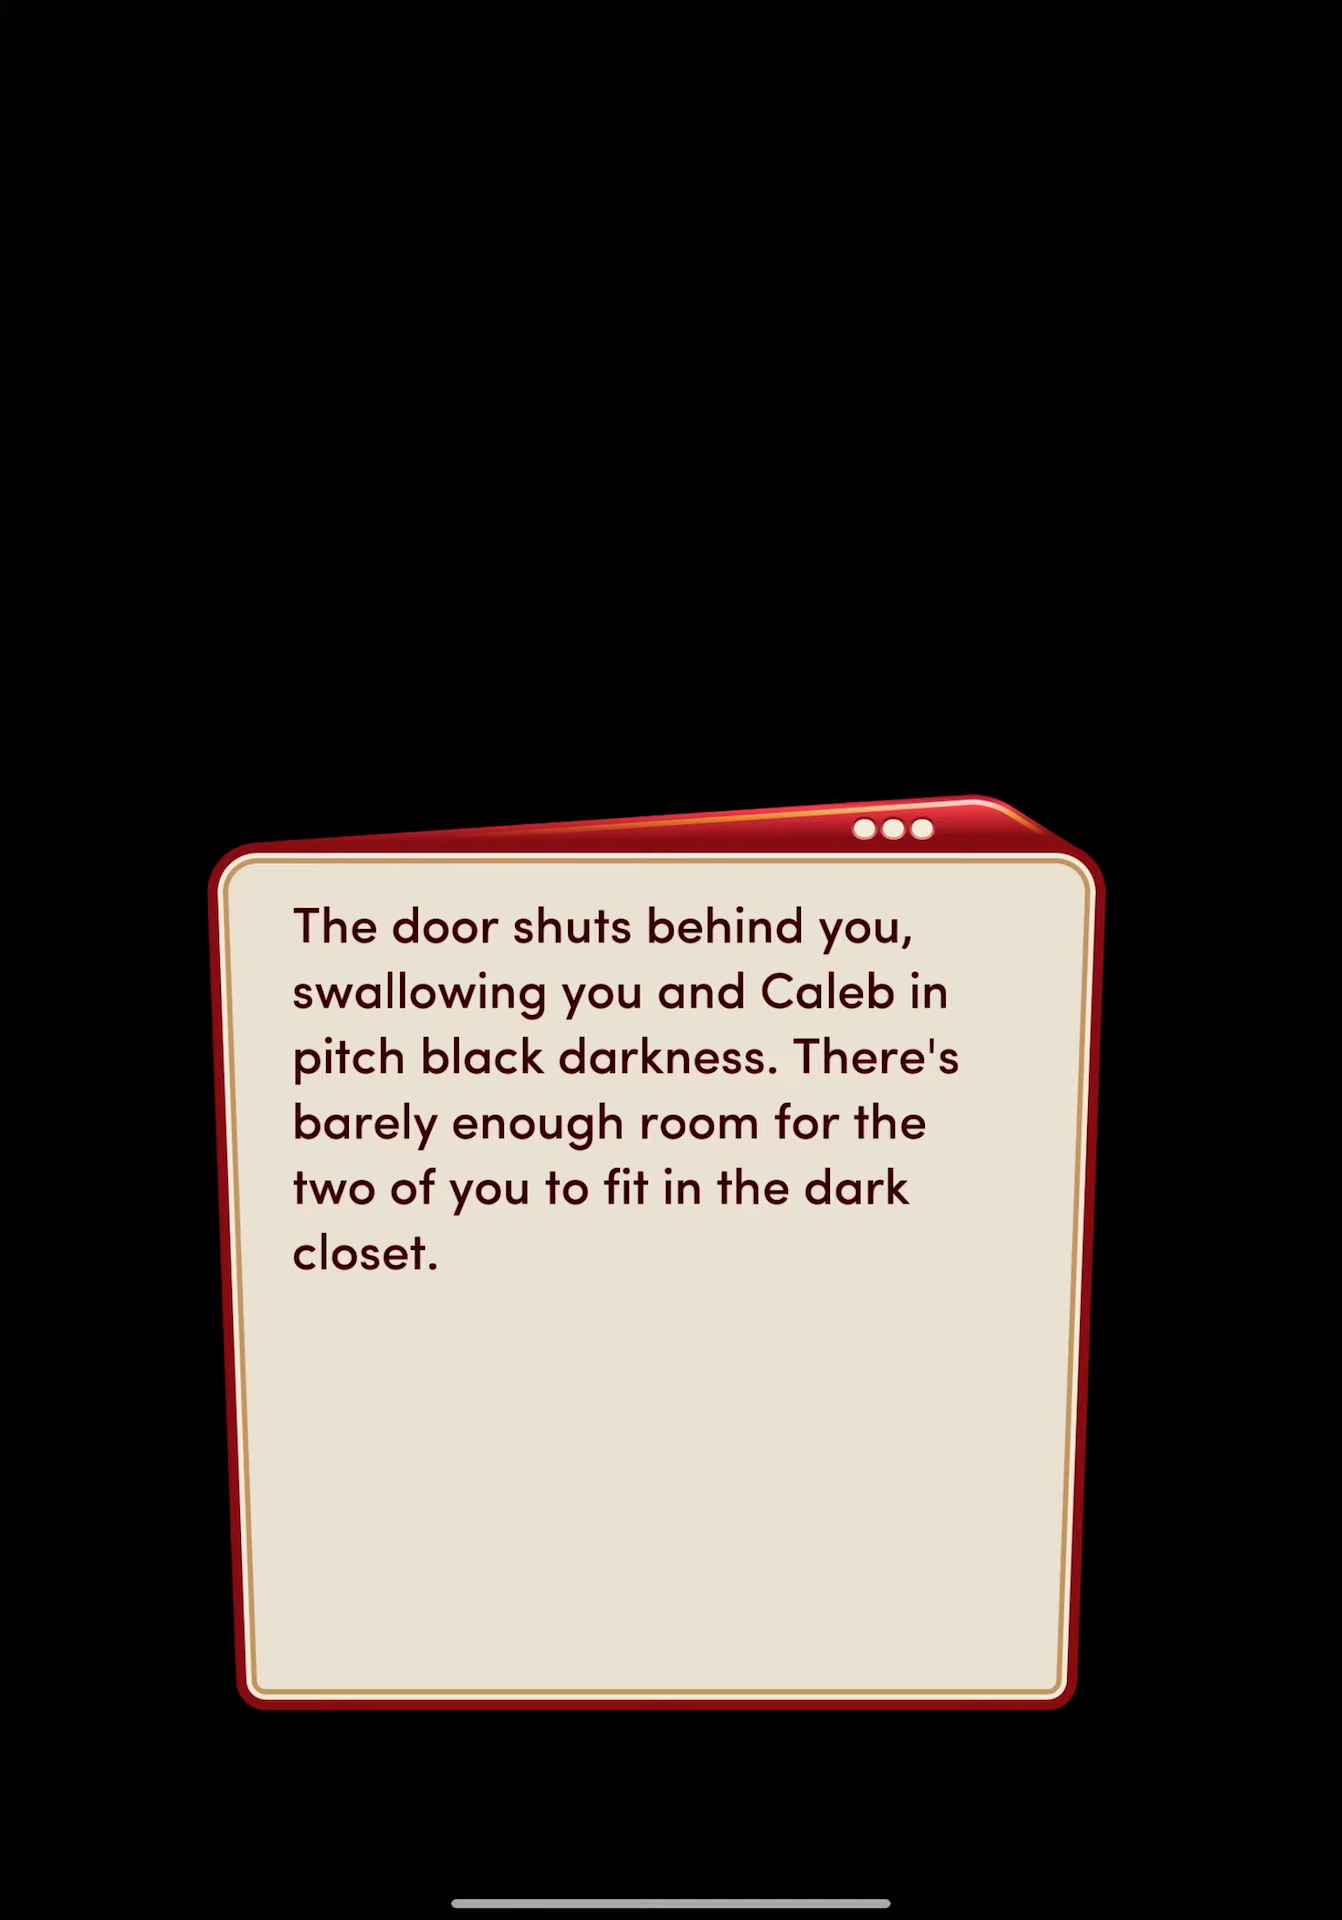 The door shuts behind you,
swallowing you and Caleb in
pitch black darkness. There's
barely enough room for the
two of you to fit in the dark
closet.